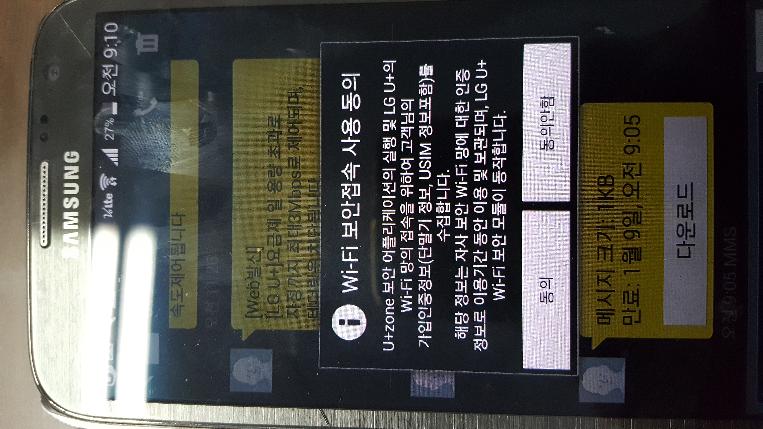 SAMSUNG
27% 오전 9:10
속도제어됩니다
[Web발신]
[LG U+]요금제 일 용량 초과로
자정까지 최대3Mbps로 제어되며,
Wi-Fi 보안접속 사용 동의
U+zone 보안 어플리케이션의 실행 및 LG U+의
Wi-Fi 망의 접속을 위하여 고객님의
가입인증정보(단말기 정보, USIM 정보포함)를
수집합니다.
해당 정보는 자사 보안 Wi-Fi 망에 대한 인증
정보로 이용기간 동안 이용 및 보관되며, LG U+
Wi-Fi 보안 모듈이 동작합니다.
동의
동의안함
메시지 크기: 1KB
만료: 1월 9일, 오전 9:05
다운로드
오전 9:05 MMS